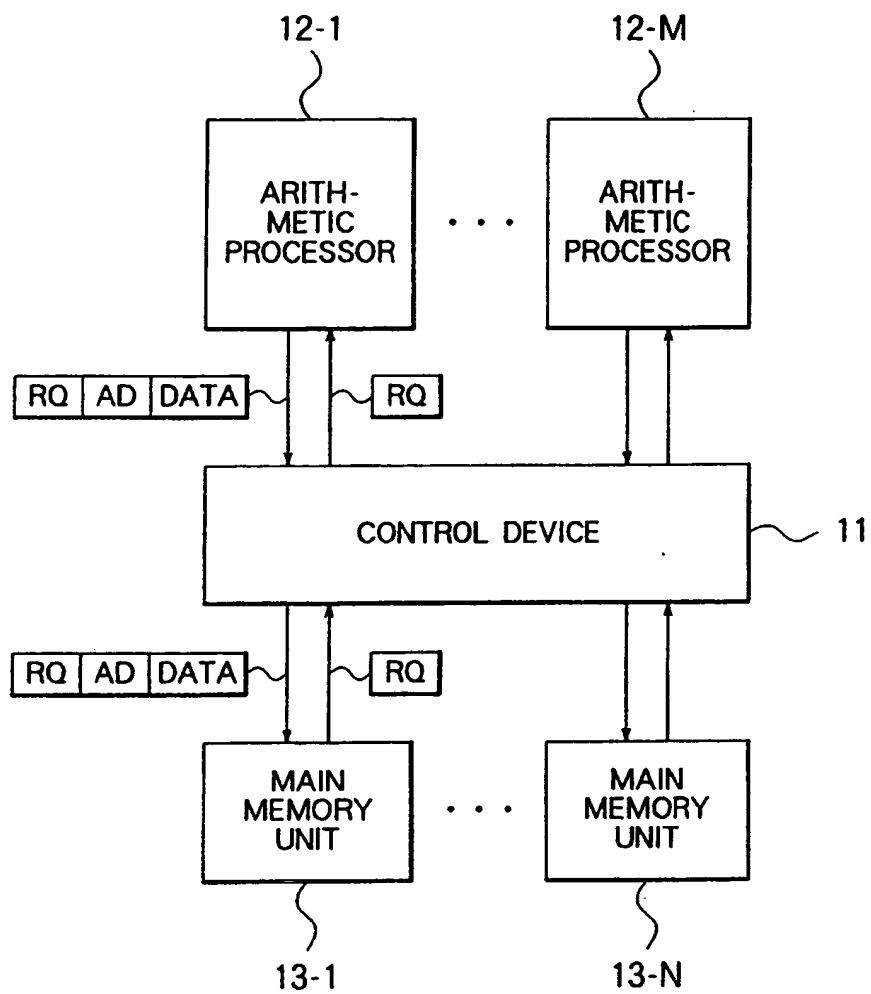 12-1
12-M
ARITH-
METIC
PROCESSOR
. . .
ARITH-
METIC
PROCESSOR
RQ AD DATA
RQ
CONTROL DEVICE
11
RQ AD DATA
RQ
MAIN
MEMORY
UNIT
. . .
MAIN
MEMORY
UNIT
13-1
13-N